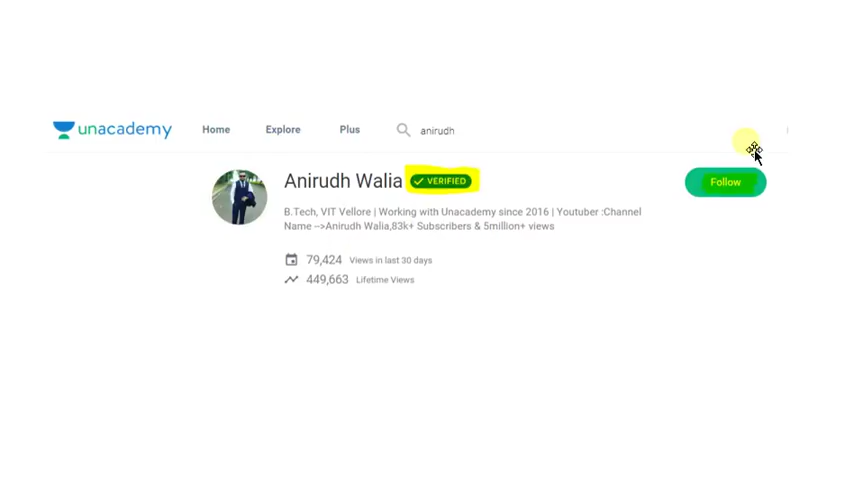 unacademy Home Explore Plus anirudh
Anirudh Walia VERIFIED Follow
B.Tech, VIT Vellore | Working with Unacademy since 2016 | Youtuber :Channel
Name -->Anirudh Walia,83k+ Subscribers & 5million+ views
79,424 Views in last 30 days
449,663 Lifetime Views